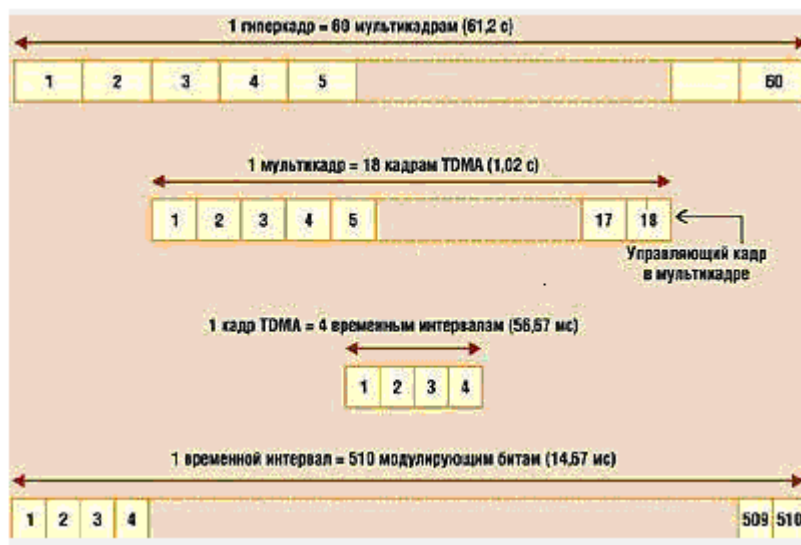 1 гиперкадр = 60 мультикадрам (61,2 с)
1 2 3 4 5 60
1 мультикадр = 18 кадрам TDMA (1,02 с)
1 2 3 4 5 17 18
Управляющий кадр
в мультикадре
1 кадр TDMA = 4 временным интервалам (56,67 мс)
1 2 3 4
1 временной интервал = 510 модулирующим битам (14,67 мс)
1 2 3 4 509 510